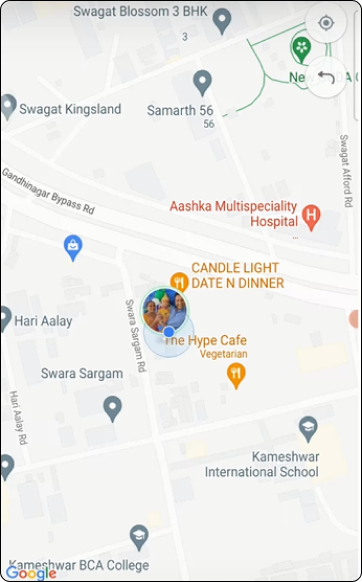 Swagat Blossom 3 BHK
3
Swagat Kingsland
Samarth 56
56
Swagat Afford Rd
Gandhinagar Bypass Rd
Aashka Multispeciality
Hospital
...
CANDLE LIGHT
DATE N DINNER
Hari Aalay
Swara Sargam Rd
The Hype Cafe
Vegetarian
Swara Sargam
Hari Aalay Rd
Kameshwar
International School
Kameshwar BCA College
Google